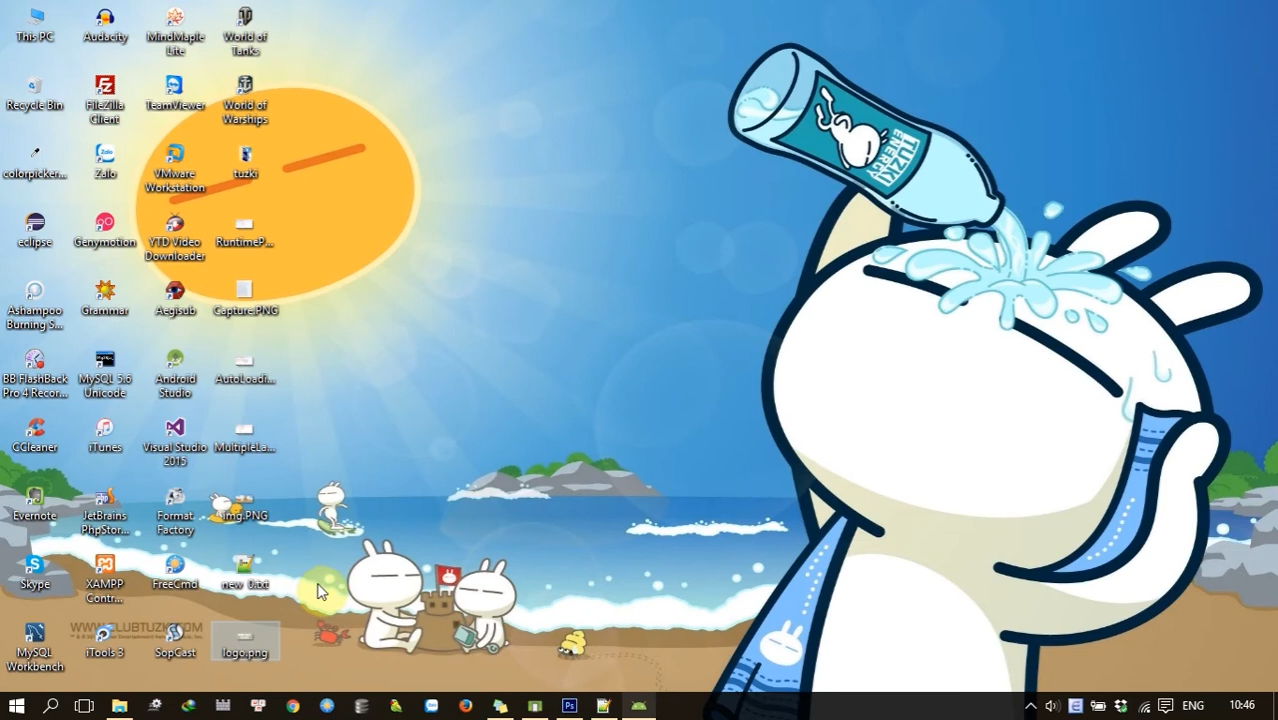 This PC
Audacity
MindMaple
Lite
World of
Tanks
Recycle Bin
FileZilla
Client
TeamViewer
World of
Warships
colorpicker...
Zalo
VMware
Workstation
tuzki
eclipse
Genymotion
YTD Video
Downloader
RuntimeP...
Ashampoo
Burning S...
Grammar
Aegisub
Capture.PNG
BB FlashBack
Pro 4 Recor...
MySQL 5.6
Unicode
Android
Studio
AutoLoadi...
CCleaner
iTunes
Visual Studio
2015
MultipleLa...
Evernote
JetBrains
PhpStor...
Format
Factory
img.PNG
Skype
XAMPP
Contr...
FreeCmd
new 0.txt
MySQL
Workbench
iTools 3
SopCast
logo.png
WWW.CLUBTUZKI.COM
TUZKI
ENERGY
Ps
ENG
10:46